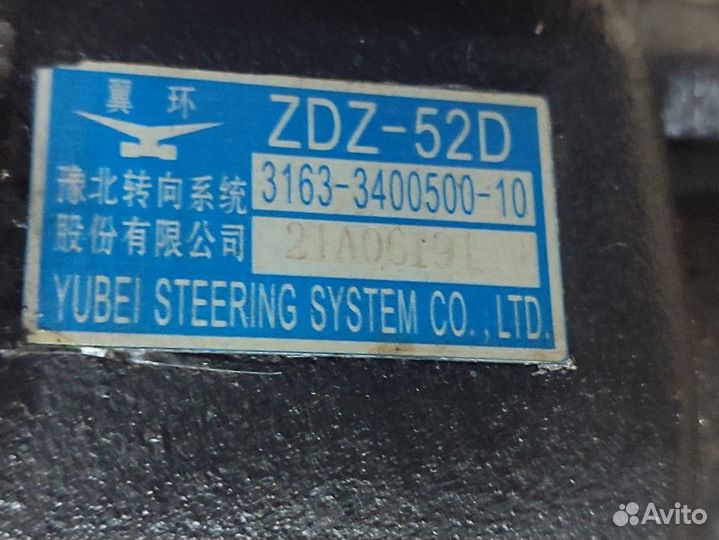 翼环
ZDZ-52D
豫北转向系统
3163-3400500-10
股份有限公司
21A06191
YUBEI STEERING SYSTEM CO.,LTD.
Avito